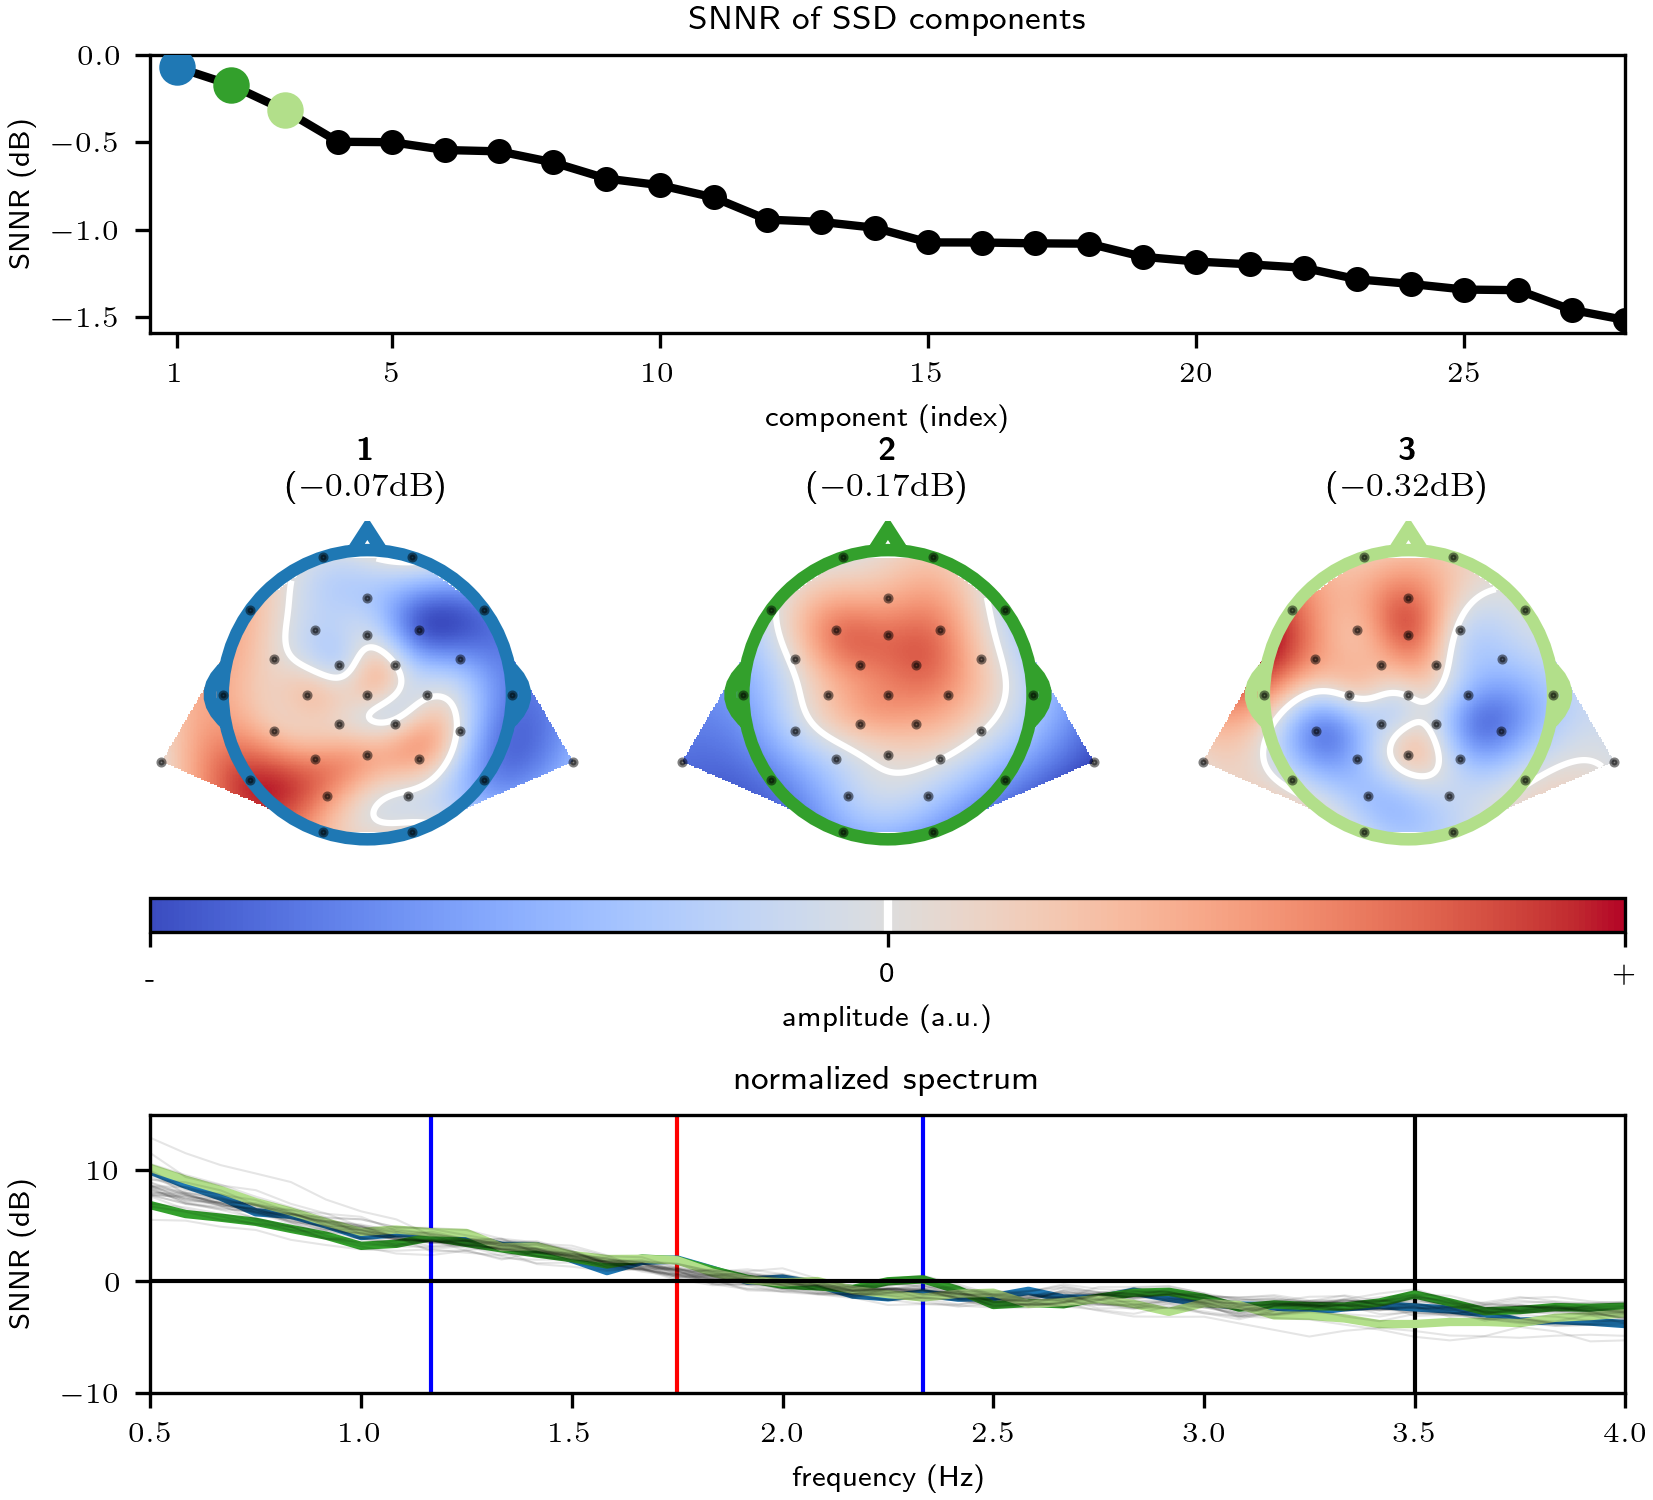 SNNR of SSD components
SNNR (dB)
0.0
−0.5
−1.0
−1.5
1 5 10 15 20 25
component (index)
1 2 3
(−0.07dB) (−0.17dB) (−0.32dB)
- 0 +
amplitude (a.u.)
normalized spectrum
SNNR (dB)
10
0
−10
0.5 1.0 1.5 2.0 2.5 3.0 3.5 4.0
frequency (Hz)